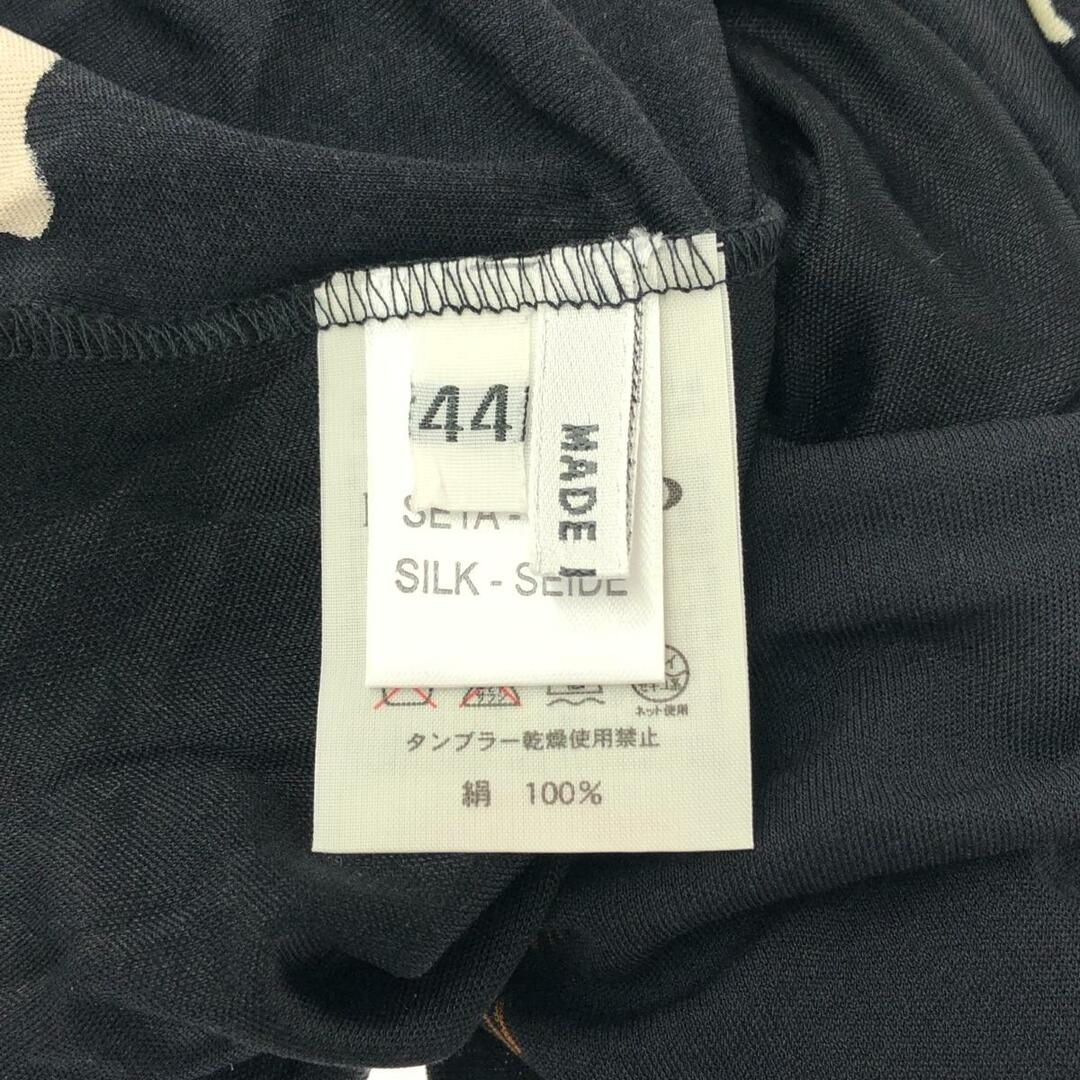 44
MADE
SETA -
SILK - SEIDE
ネット使用
タンブラー乾燥使用禁止
絹 100%